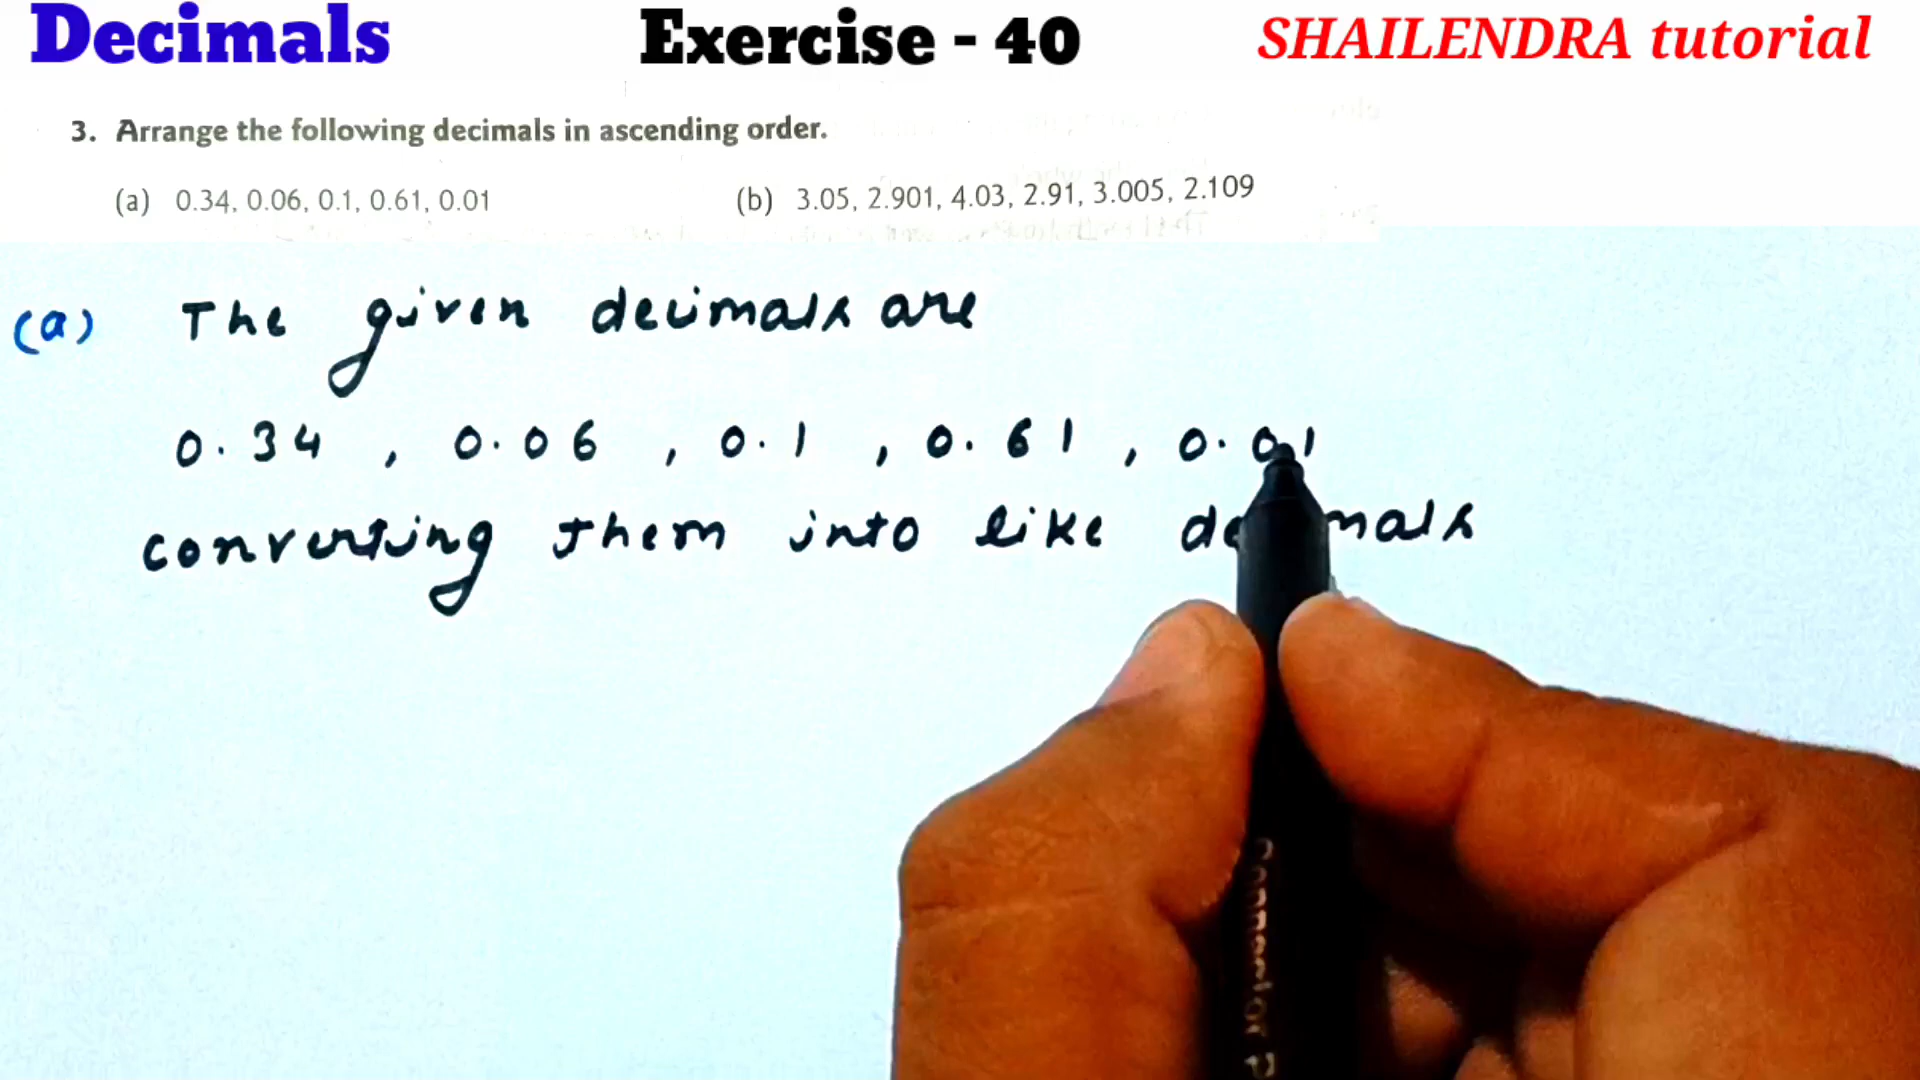 Decimals Exercise - 40 SHAILENDRA tutorial
3. Arrange the following decimals in ascending order.
(a) 0.34, 0.06, 0.1, 0.61, 0.01 (b) 3.05, 2.901, 4.03, 2.91, 3.005, 2.109
(a) The given decimals are
0.34 , 0.06 , 0.1 , 0.61 , 0.01
converting them into like decimals